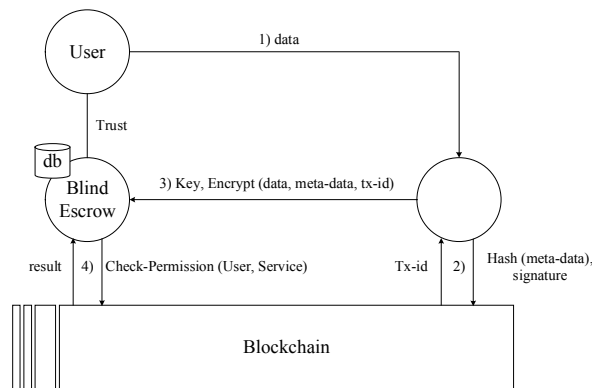 User
1) data
Trust
db
Blind
Escrow
3) Key, Encrypt (data, meta-data, tx-id)
result
4)
Check-Permission (User, Service)
Tx-id
2)
Hash (meta-data),
signature
Blockchain